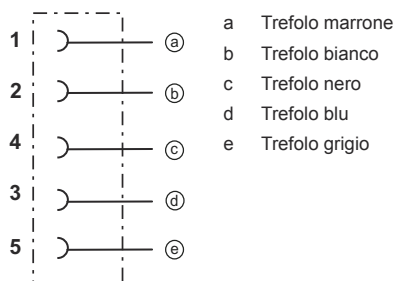 1 a
2 b
4 c
3 d
5 e
a Trefolo marrone
b Trefolo bianco
c Trefolo nero
d Trefolo blu
e Trefolo grigio